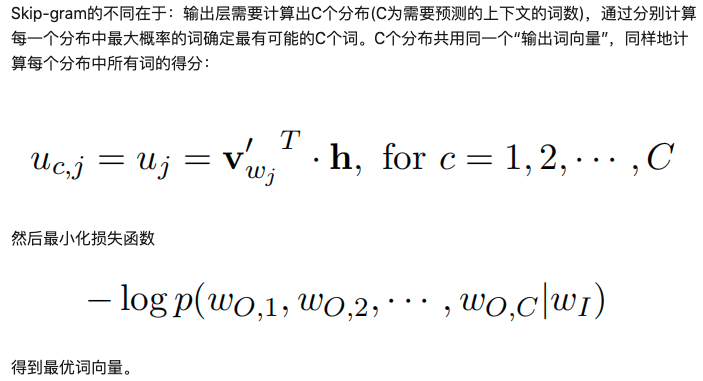 Skip-gram的不同在于：输出层需要计算出C个分布(C为需要预测的上下文的词数)，通过分别计算
每一个分布中最大概率的词确定最有可能的C个词。C个分布共用同一个“输出词向量”，同样地计
算每个分布中所有词的得分：
u_{c,j} = u_j = \mathbf{v}'_{w_j}{}^T \cdot \mathbf{h}, for c = 1, 2, \cdots , C
然后最小化损失函数
- \log p(w_{O,1}, w_{O,2}, \cdots , w_{O,C}|w_I)
得到最优词向量。